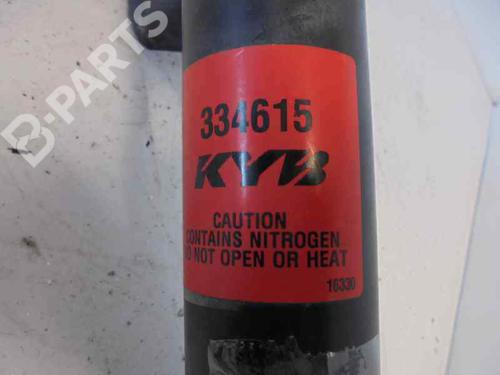 B-PARTS
334615
KYB
CAUTION
CONTAINS NITROGEN
DO NOT OPEN OR HEAT
16330